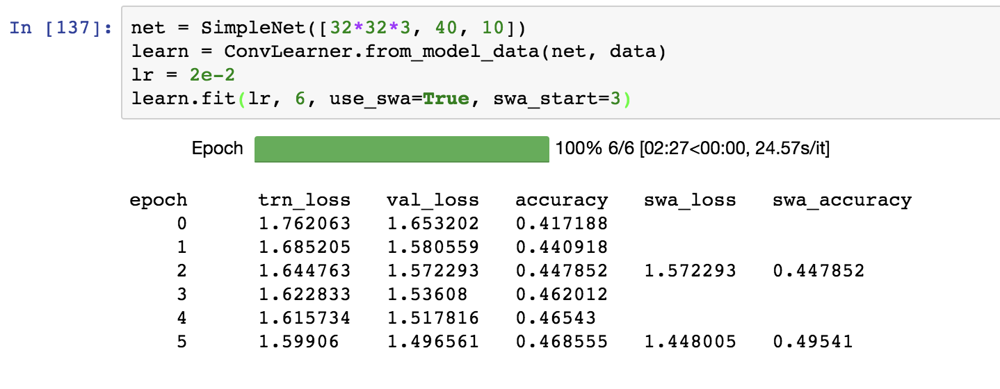 In [137]: net = SimpleNet([32*32*3, 40, 10])
learn = ConvLearner.from_model_data(net, data)
lr = 2e-2
learn.fit(lr, 6, use_swa=True, swa_start=3)
Epoch 100% 6/6 [02:27<00:00, 24.57s/it]
epoch trn_loss val_loss accuracy swa_loss swa_accuracy
0 1.762063 1.653202 0.417188
1 1.685205 1.580559 0.440918
2 1.644763 1.572293 0.447852 1.572293 0.447852
3 1.622833 1.53608 0.462012
4 1.615734 1.517816 0.46543
5 1.59906 1.496561 0.468555 1.448005 0.49541